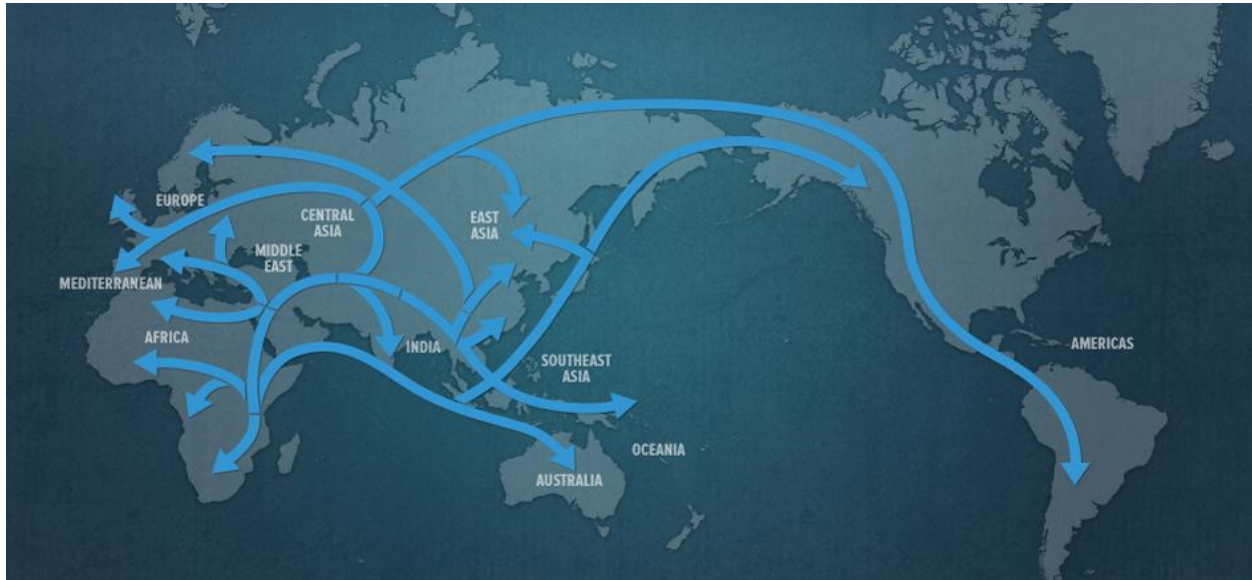 EUROPE
CENTRAL
ASIA
EAST
ASIA
MIDDLE
EAST
MEDITERRANEAN
AFRICA
INDIA
SOUTHEAST
ASIA
AMERICAS
OCEANIA
AUSTRALIA